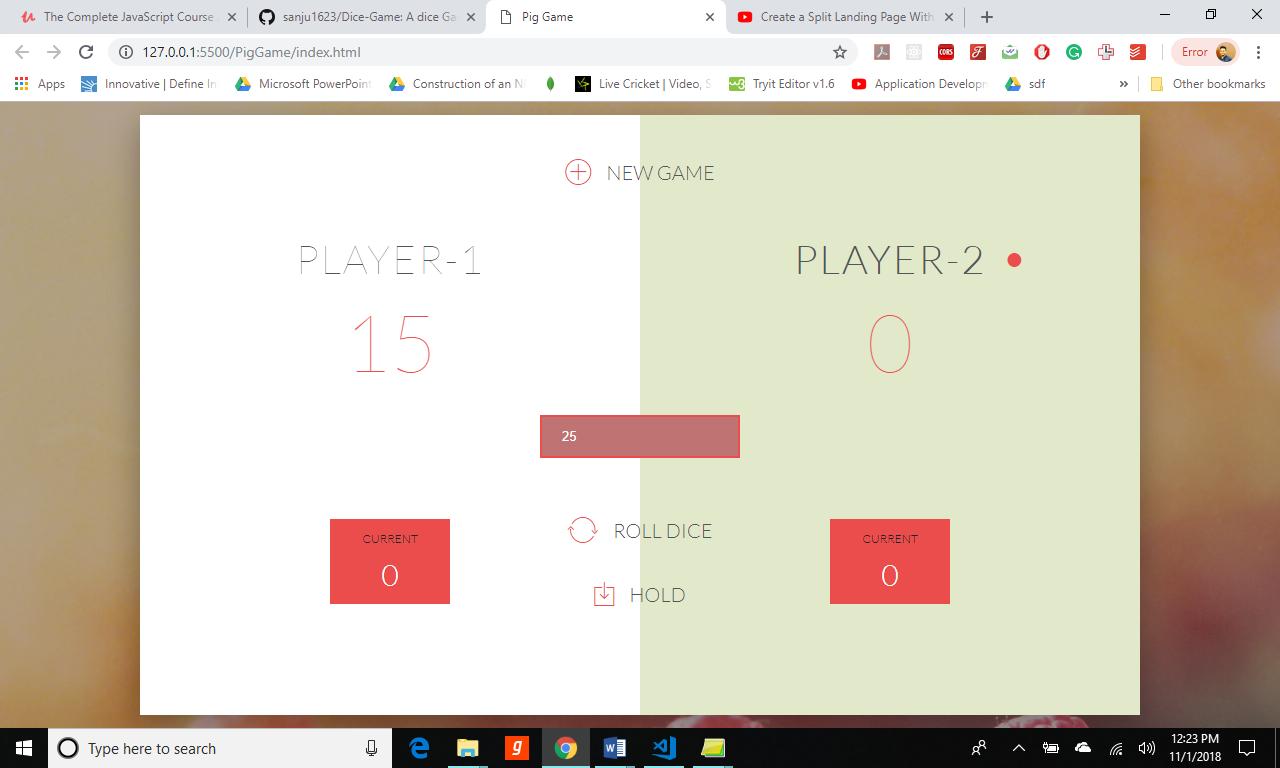 The Complete JavaScript Course
sanju1623/Dice-Game: A dice Ga
Pig Game
Create a Split Landing Page With
127.0.0.1:5500/PigGame/index.html
Error
Apps
Innovative | Define In
Microsoft PowerPoint
Construction of an N
Live Cricket | Video, S
Tryit Editor v1.6
Application Develop
sdf
»
Other bookmarks
NEW GAME
PLAYER-1
PLAYER-2
15
0
25
CURRENT
0
ROLL DICE
HOLD
CURRENT
0
Type here to search
12:23 PM
11/1/2018